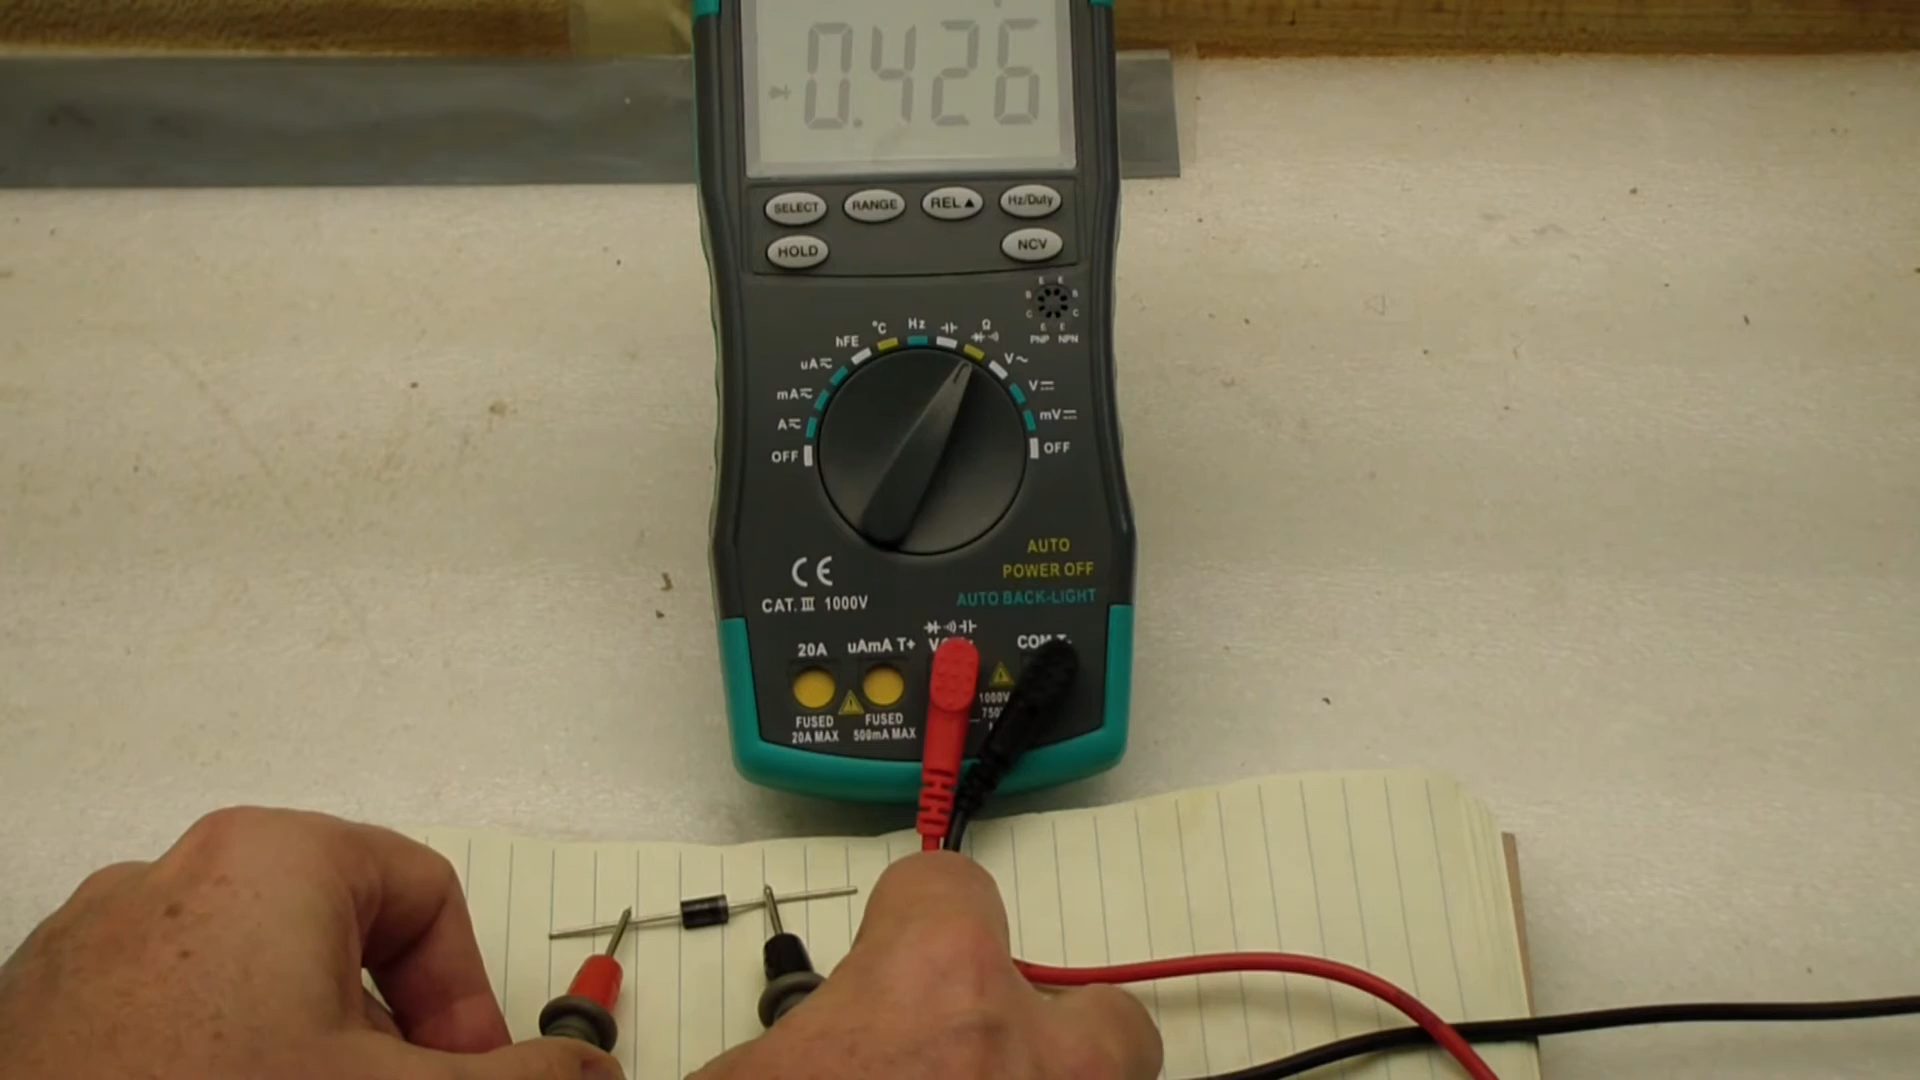 0.426
SELECT RANGE REL▲ Hz/Duty
HOLD NCV
E E
B B
C C
E E
PNP NPN
°C Hz Ω
hFE V~
uA V
mA mV
A
OFF OFF
AUTO
POWER OFF
AUTO BACK-LIGHT
CE
CAT. III 1000V
20A uAmA T+ COM
1000V
FUSED FUSED
20A MAX 500mA MAX